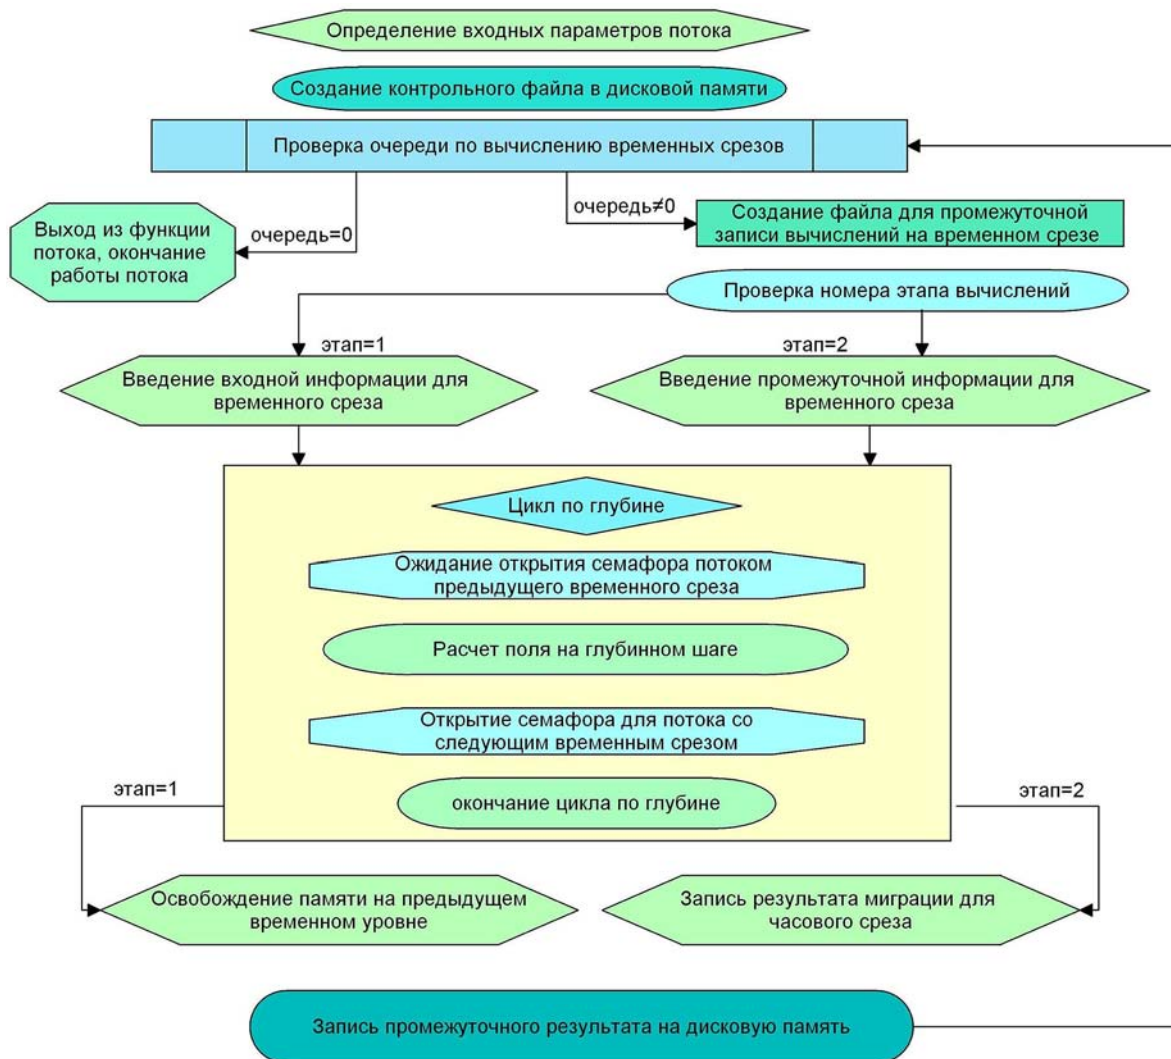 Определение входных параметров потока
Создание контрольного файла в дисковой памяти
Проверка очереди по вычислению временных срезов
очередь≠0
Создание файла для промежуточной
записи вычислений на временном срезе
Выход из функции
потока, окончание
работы потока
очередь=0
Проверка номера этапа вычислений
этап=1
этап=2
Введение входной информации для
временного среза
Введение промежуточной информации для
временного среза
Цикл по глубине
Ожидание открытия семафора потоком
предыдущего временного среза
Расчет поля на глубинном шаге
Открытие семафора для потока со
следующим временным срезом
этап=1
окончание цикла по глубине
этап=2
Освобождение памяти на предыдущем
временном уровне
Запись результата миграции для
часового среза
Запись промежуточного результата на дисковую память